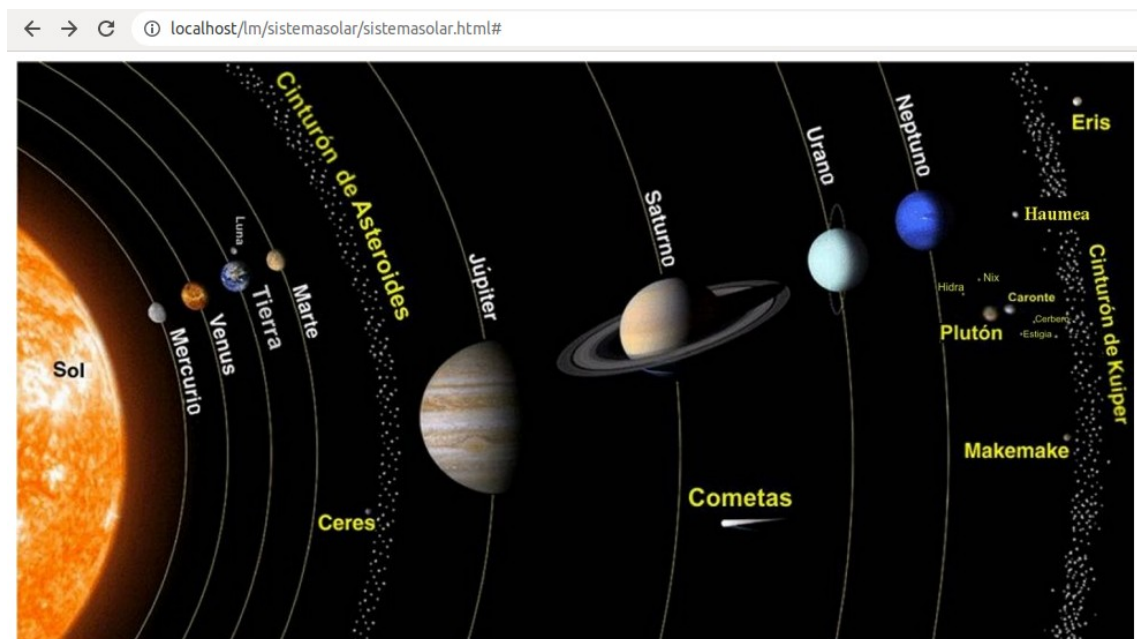 localhost/lm/sistemasolar/sistemasolar.html#
Sol
Mercurio
Venus
Tierra
Luna
Marte
Cinturón de Asteroides
Ceres
Júpiter
Saturno
Cometas
Urano
Neptuno
Eris
Haumea
Nix
Hidra
Caronte
Cerbero
Plutón
Estigia
Makemake
Cinturón de Kuiper